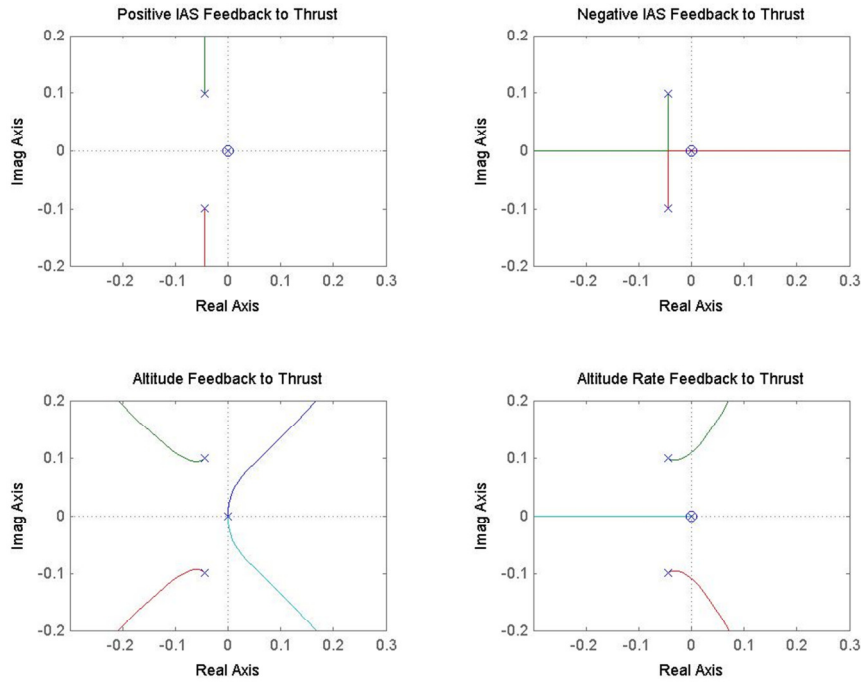 Positive IAS Feedback to Thrust
0.2
0.1
0
-0.1
-0.2
Imag Axis
-0.2 -0.1 0 0.1 0.2 0.3
Real Axis
Negative IAS Feedback to Thrust
0.2
0.1
0
-0.1
-0.2
Imag Axis
-0.2 -0.1 0 0.1 0.2 0.3
Real Axis
Altitude Feedback to Thrust
0.2
0.1
0
-0.1
-0.2
Imag Axis
-0.2 -0.1 0 0.1 0.2 0.3
Real Axis
Altitude Rate Feedback to Thrust
0.2
0.1
0
-0.1
-0.2
Imag Axis
-0.2 -0.1 0 0.1 0.2 0.3
Real Axis